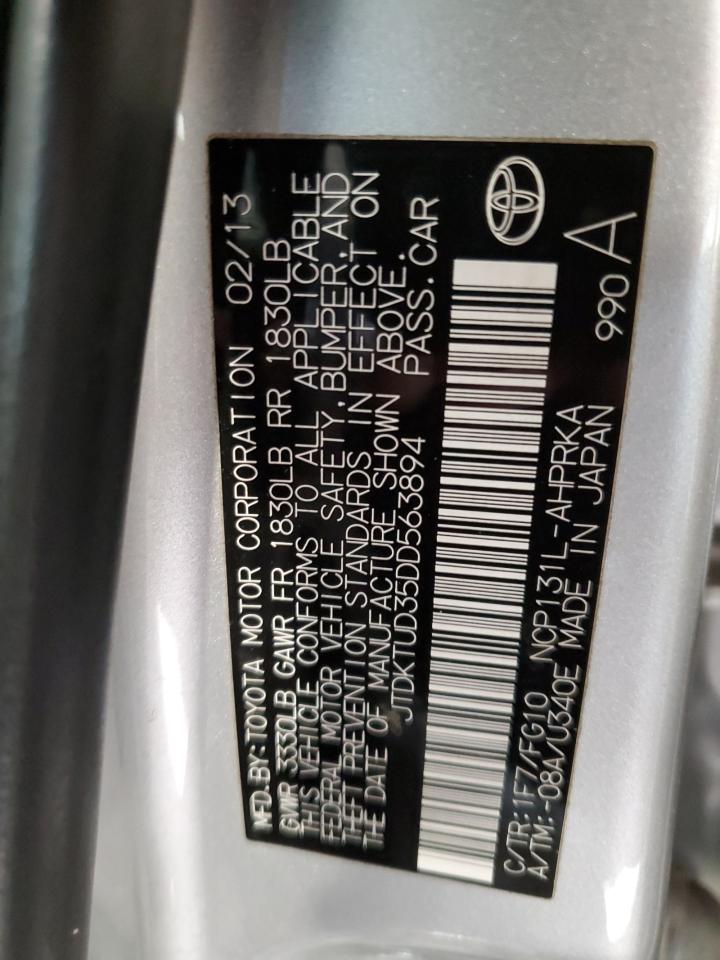 MFD.BY:TOYOTA MOTOR CORPORATION 02/13
GVWR 3330LB GAWR FR 1830LB RR 1830LB
THIS VEHICLE CONFORMS TO ALL APPLICABLE
FEDERAL MOTOR VEHICLE SAFETY, BUMPER, AND
THEFT PREVENTION STANDARDS IN EFFECT ON
THE DATE OF MANUFACTURE SHOWN ABOVE.
JTDKTUD35DD563894 PASS.CAR
C/TR:1F7/FG10 NCP131L-AHPRKA 990 A
A/TM:-08A/U340E MADE IN JAPAN